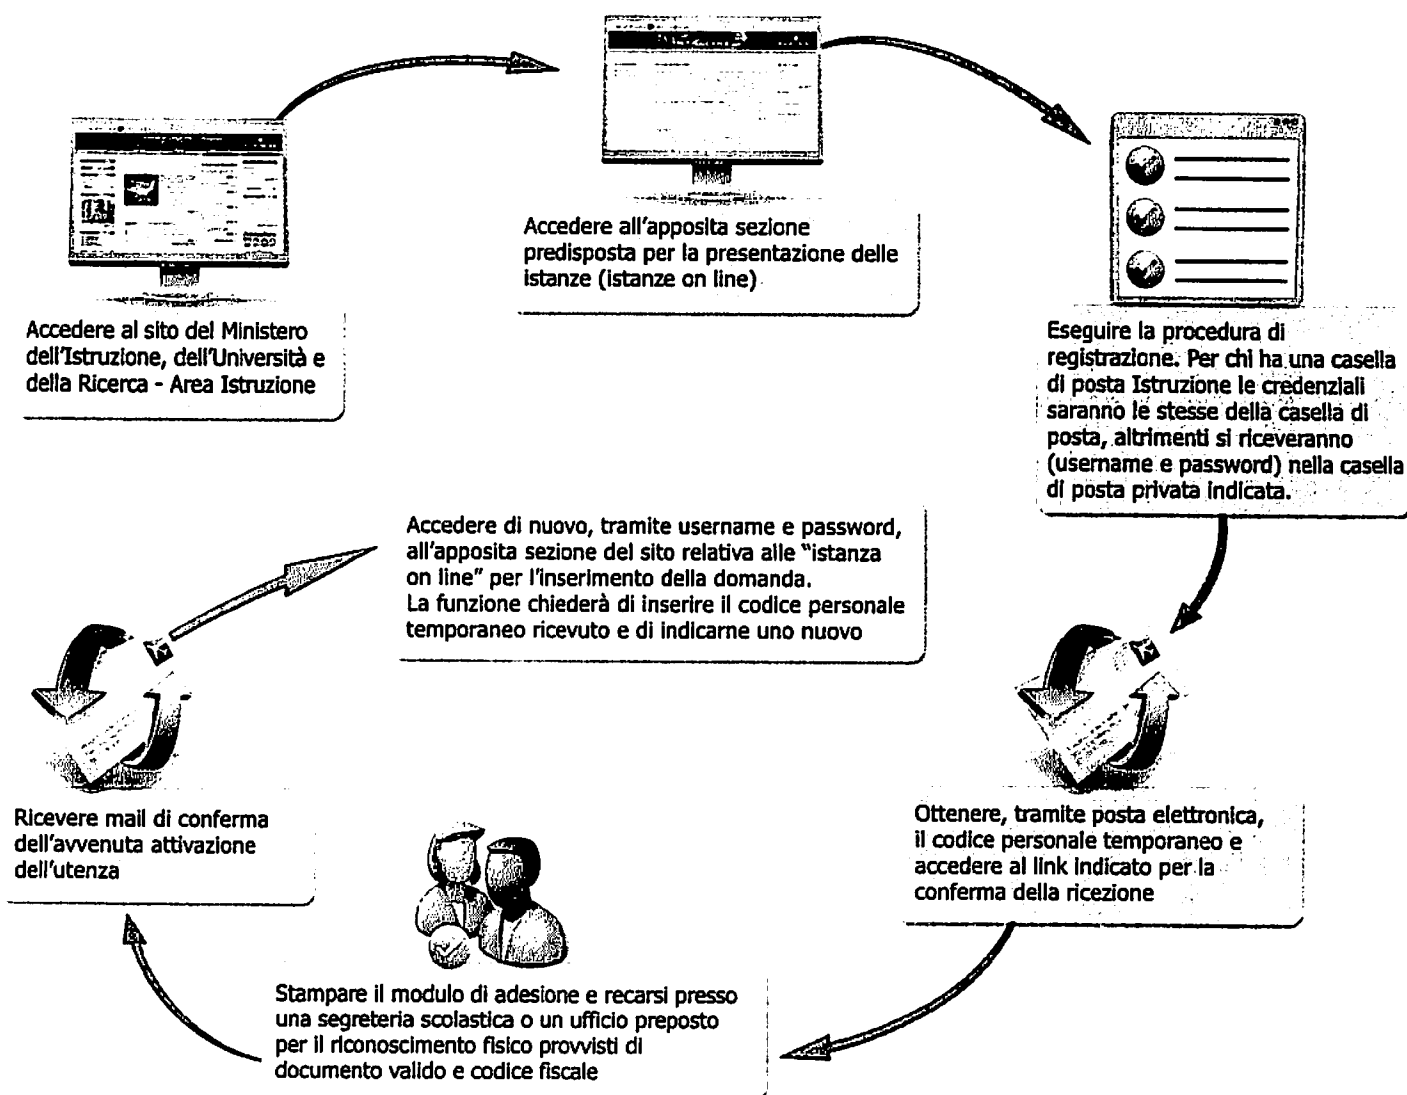 Accedere al sito del Ministero
dell'Istruzione, dell'Università e
della Ricerca - Area Istruzione
Accedere all'apposita sezione
predisposta per la presentazione delle
istanze (istanze on line)
Eseguire la procedura di
registrazione. Per chi ha una casella
di posta Istruzione le credenziali
saranno le stesse della casella di
posta, altrimenti si riceveranno
(username e password) nella casella
di posta privata indicata.
Ottenere, tramite posta elettronica,
il codice personale temporaneo e
accedere al link indicato per la
conferma della ricezione
Stampare il modulo di adesione e recarsi presso
una segreteria scolastica o un ufficio preposto
per il riconoscimento fisico provvisti di
documento valido e codice fiscale
Ricevere mail di conferma
dell'avvenuta attivazione
dell'utenza
Accedere di nuovo, tramite username e password,
all'apposita sezione del sito relativa alle "istanza
on line" per l'inserimento della domanda.
La funzione chiederà di inserire il codice personale
temporaneo ricevuto e di indicarne uno nuovo